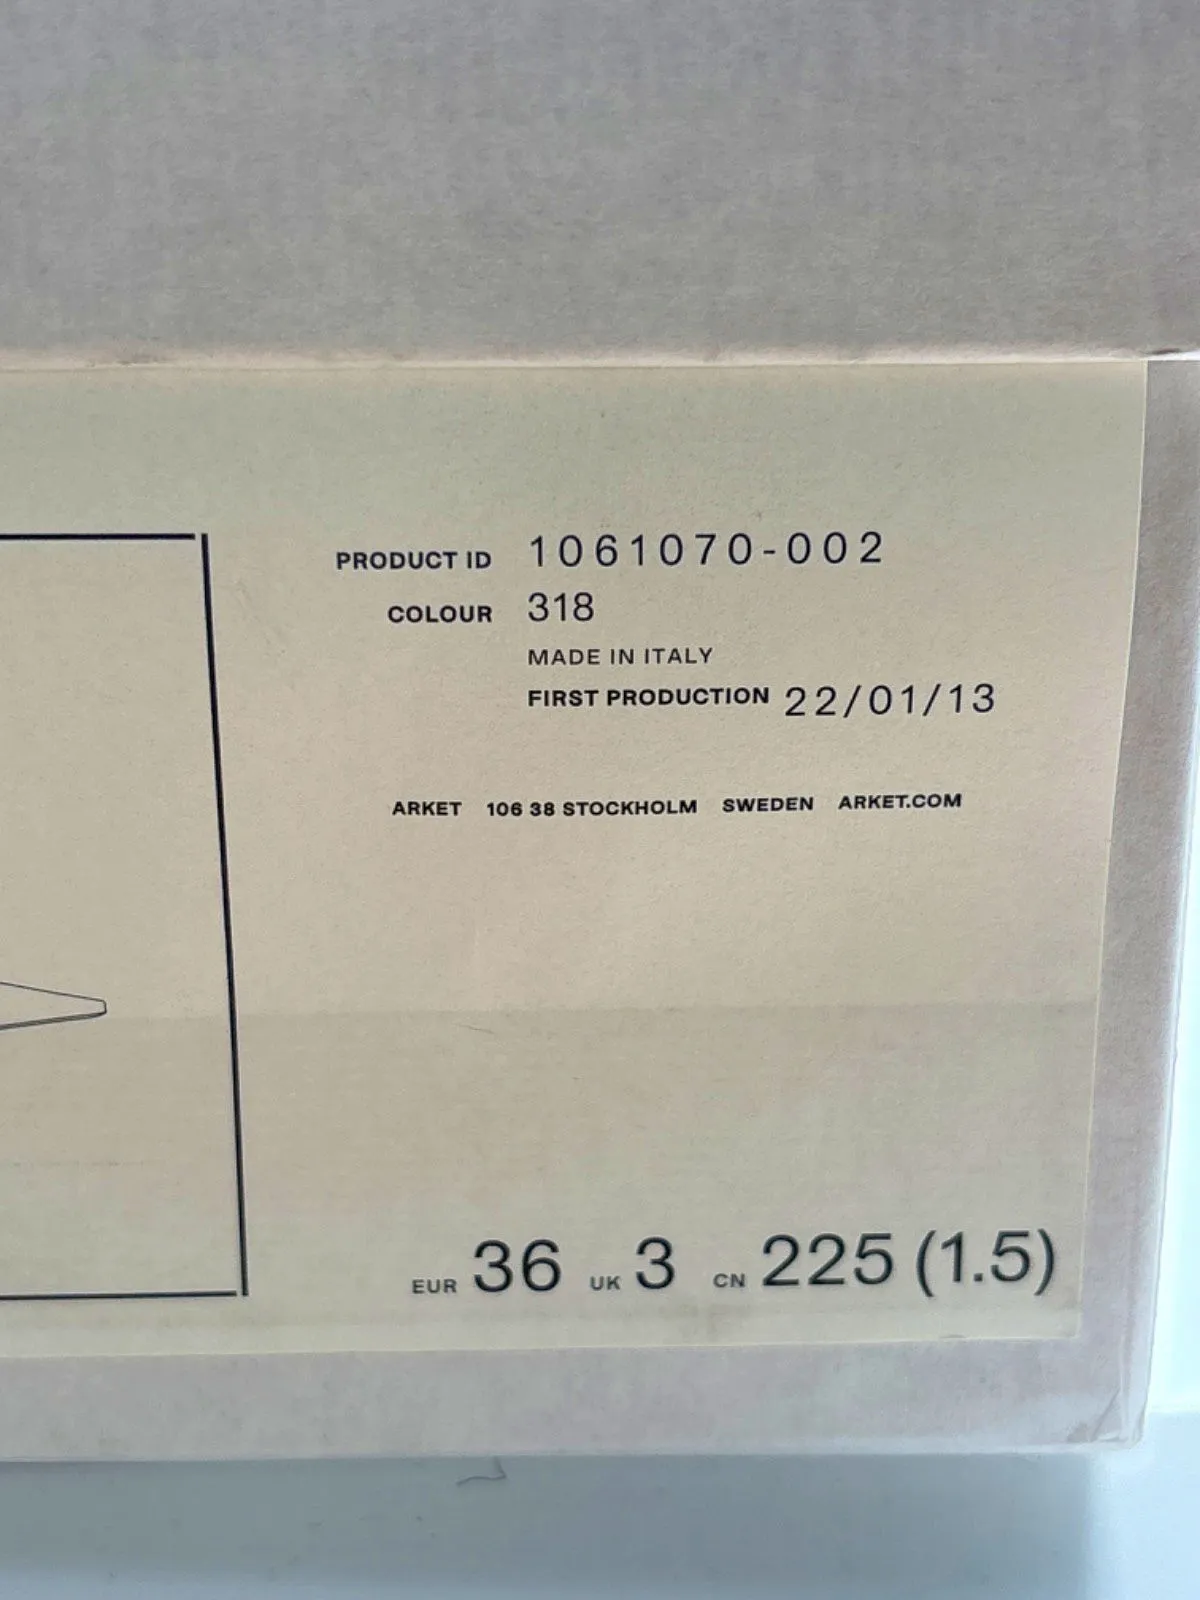 PRODUCT ID 1061070-002
COLOUR 318
MADE IN ITALY
FIRST PRODUCTION 22/01/13
ARKET 106 38 STOCKHOLM SWEDEN ARKET.COM
EUR 36 UK 3 CN 225 (1.5)